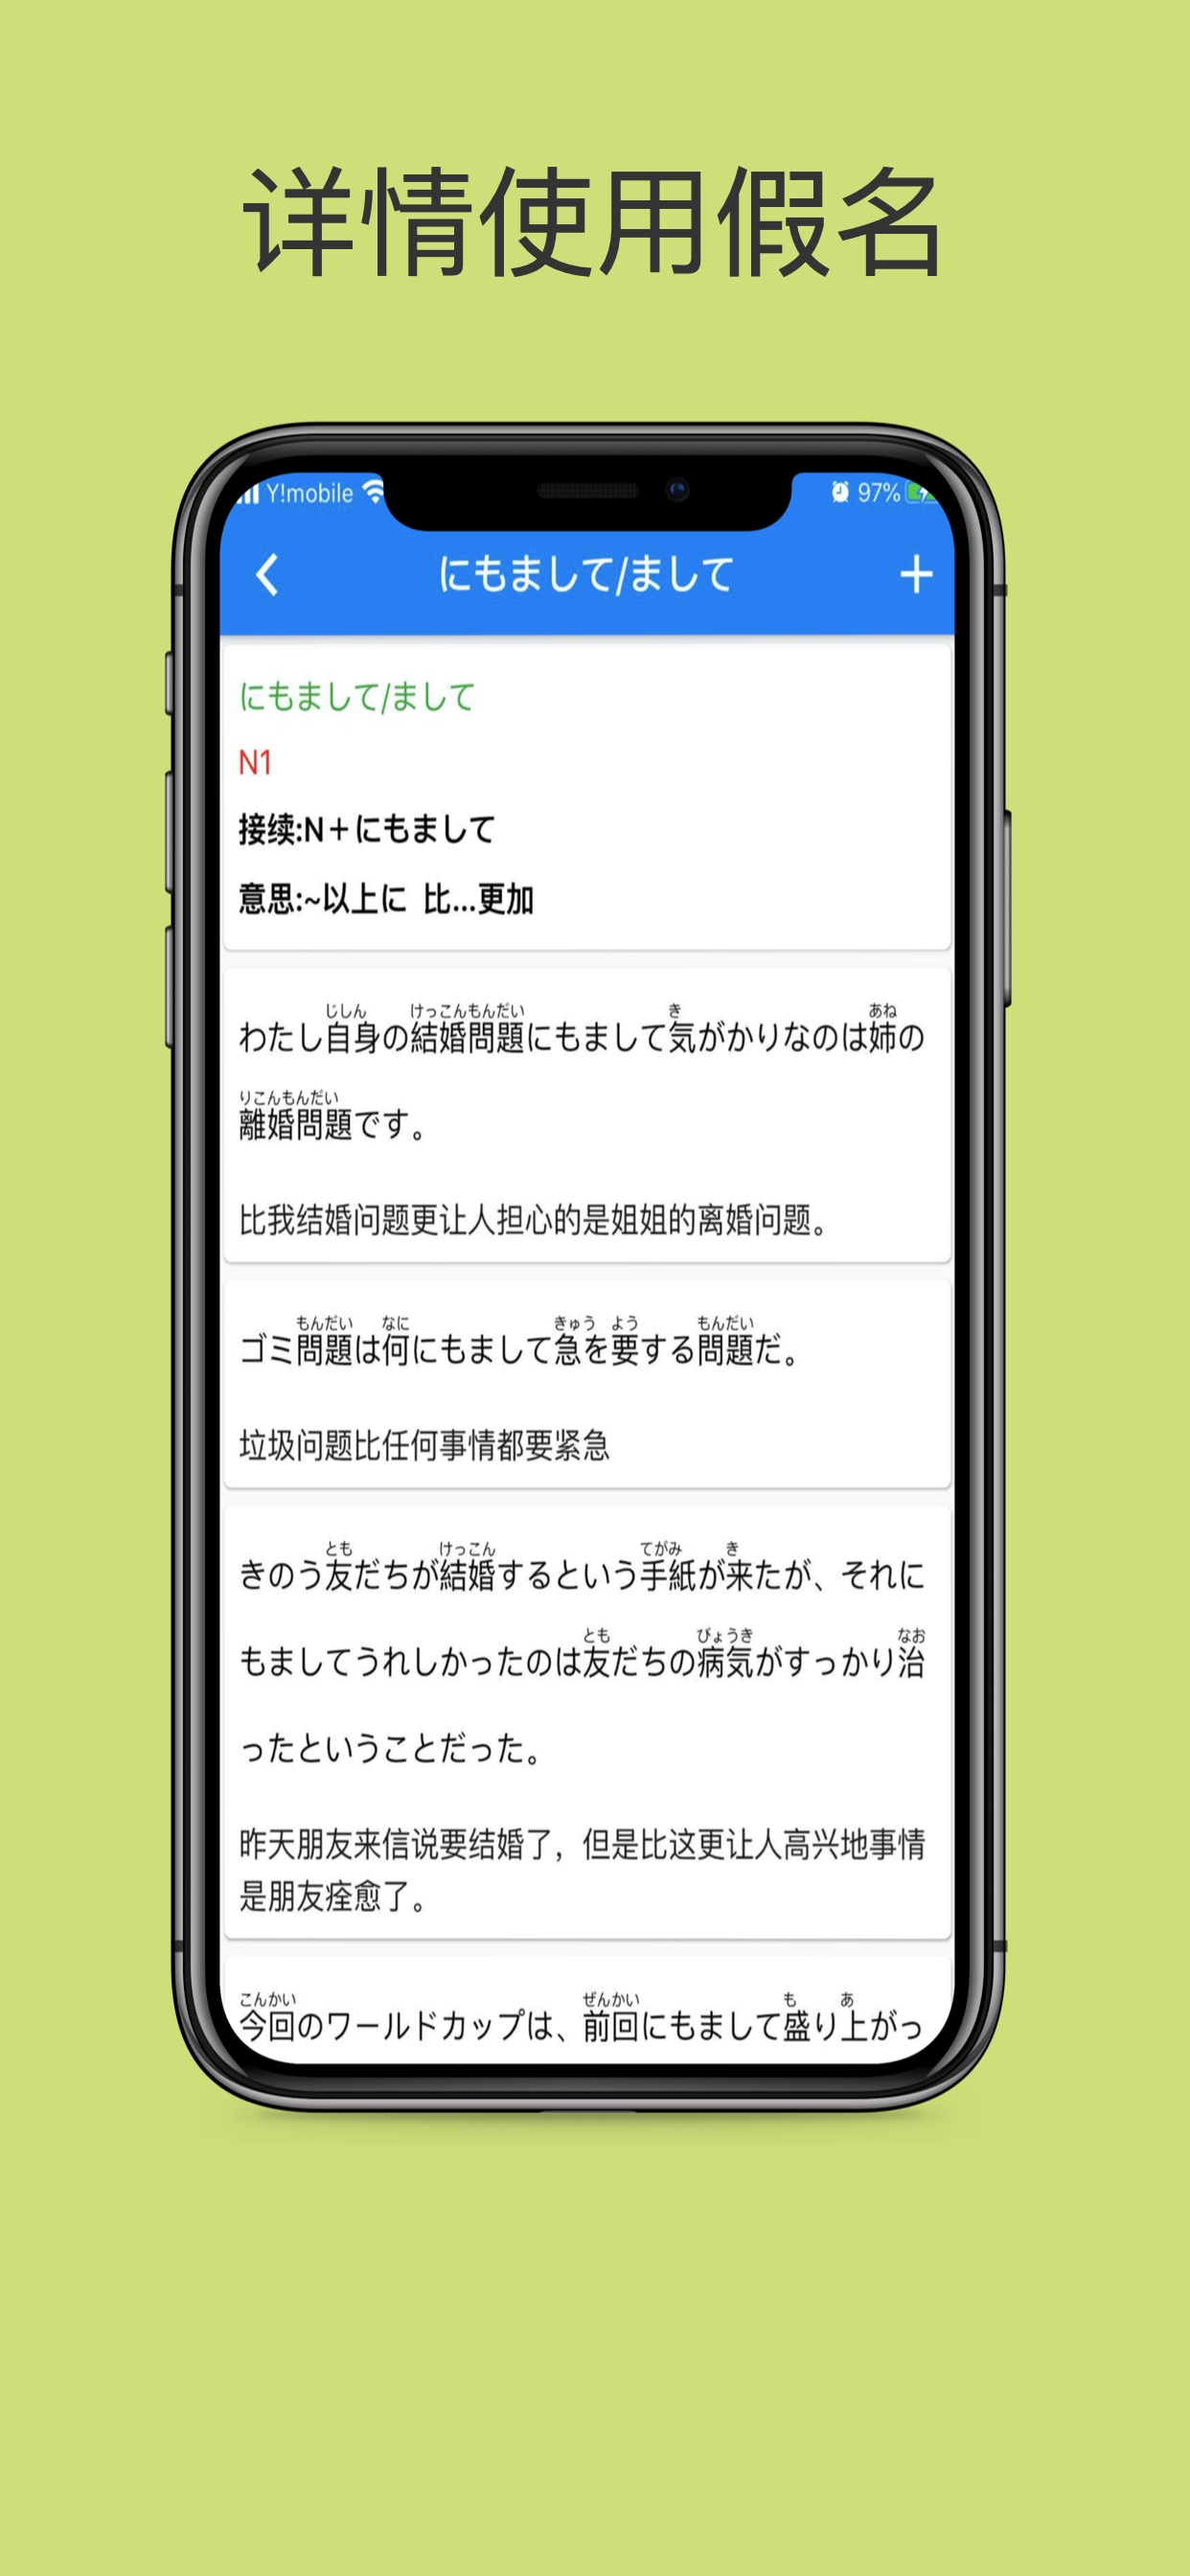 详情使用假名
Y!mobile 97%
にもまして/まして
にもまして/まして
N1
接续:N+にもまして
意思:~以上に 比...更加
じしん けっこんもんだい き あね
わたし自身の結婚問題にもまして気がかりなのは姉の
りこんもんだい
離婚問題です。
比我结婚问题更让人担心的是姐姐的离婚问题。
もんだい なに きゅう よう もんだい
ゴミ問題は何にもまして急を要する問題だ。
垃圾问题比任何事情都要紧急
とも けっこん てがみ き
きのう友だちが結婚するという手紙が来たが、それに
とも びょうき なお
もましてうれしかったのは友だちの病気がすっかり治
ったということだった。
昨天朋友来信说要结婚了，但是比这更让人高兴地事情
是朋友痊愈了。
こんかい ぜんかい も あ
今回のワールドカップは、前回にもまして盛り上がっ